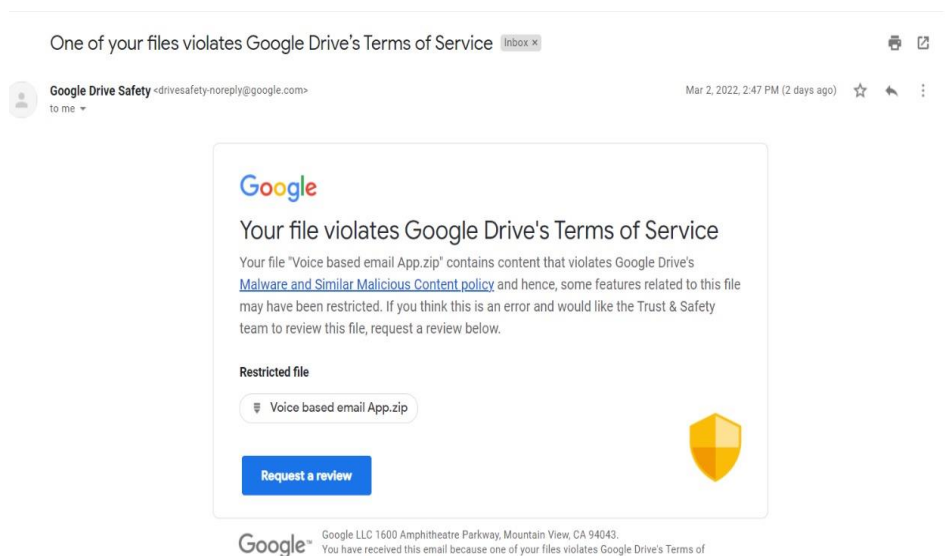 One of your files violates Google Drive's Terms of Service Inbox ×
Google Drive Safety <drivesafety-noreply@google.com> Mar 2, 2022, 2:47 PM (2 days ago)
to me
Google
Your file violates Google Drive's Terms of Service
Your file "Voice based email App.zip" contains content that violates Google Drive's
Malware and Similar Malicious Content policy and hence, some features related to this file
may have been restricted. If you think this is an error and would like the Trust & Safety
team to review this file, request a review below.
Restricted file
Voice based email App.zip
Request a review
Google™ Google LLC 1600 Amphitheatre Parkway, Mountain View, CA 94043.
You have received this email because one of your files violates Google Drive's Terms of